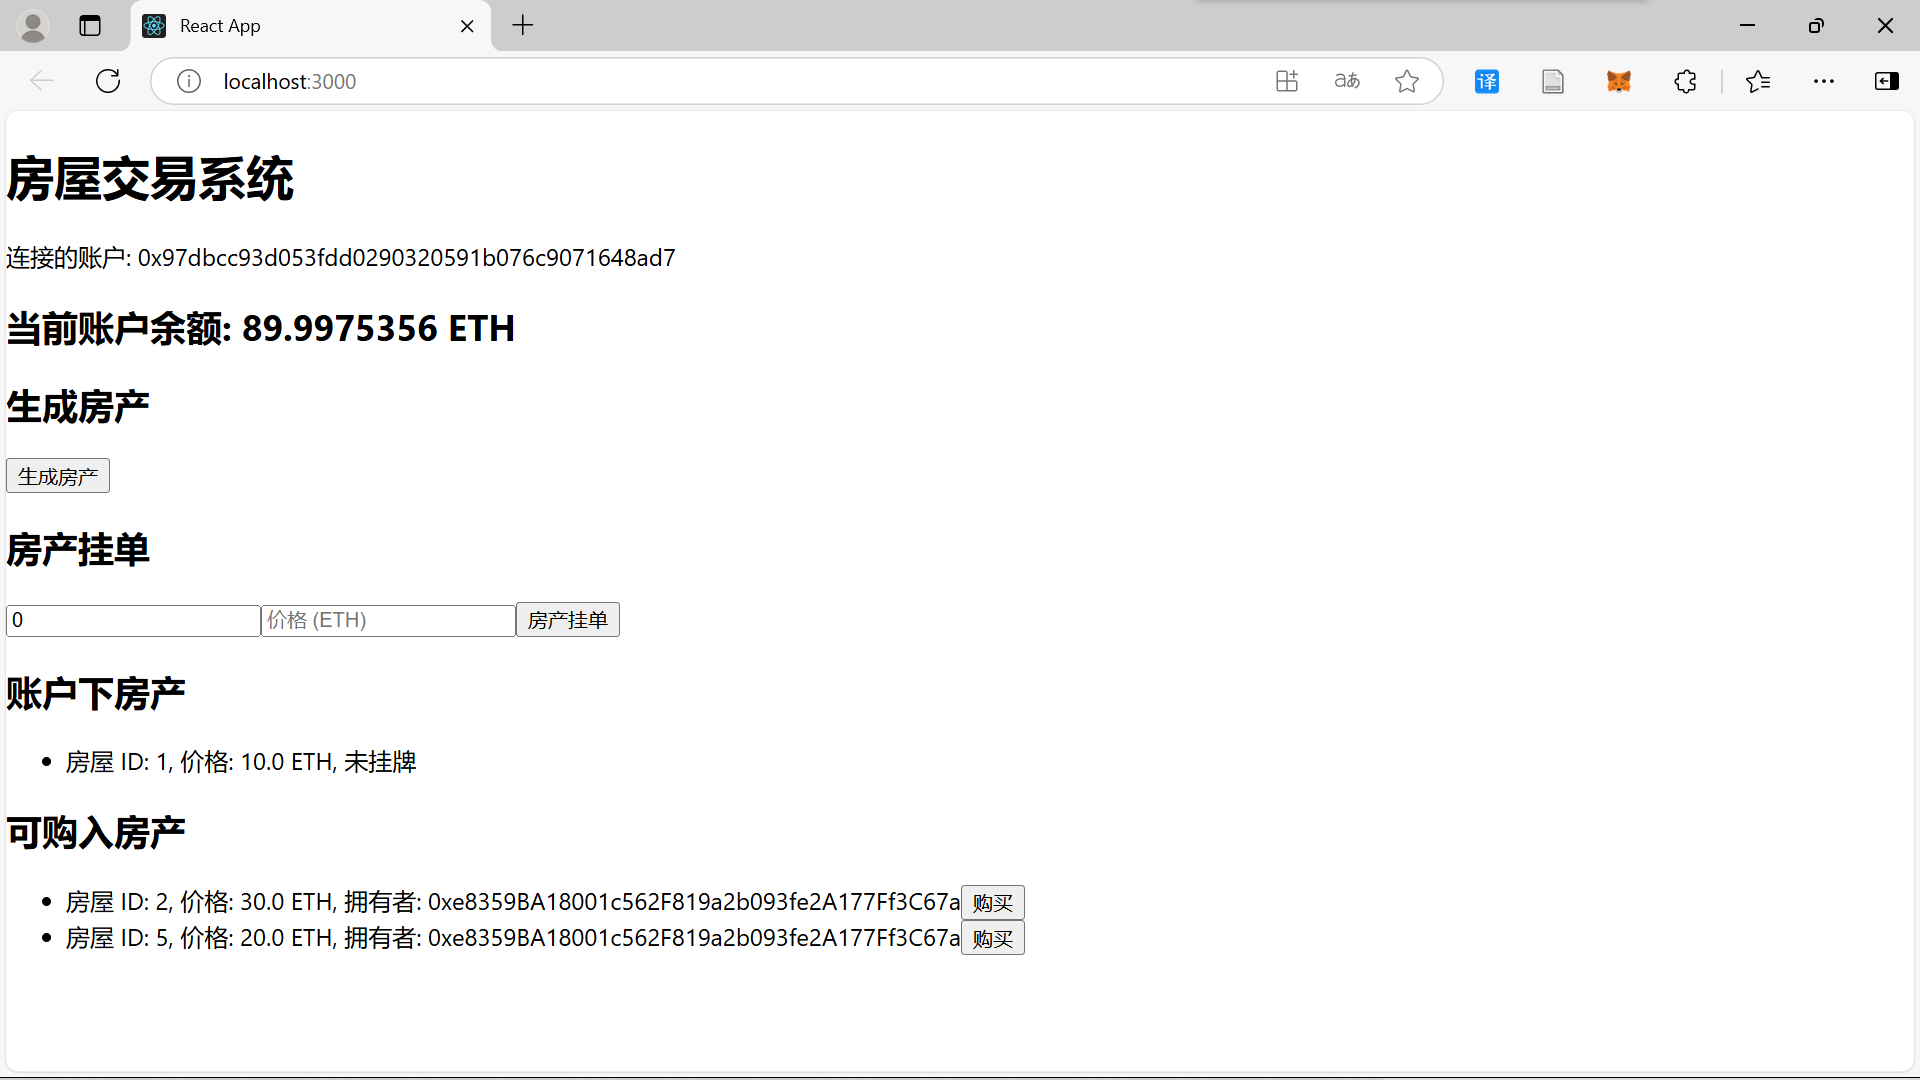 React App
localhost:3000
aあ
译
房屋交易系统
连接的账户: 0x97dbcc93d053fdd0290320591b076c9071648ad7
当前账户余额: 89.9975356 ETH
生成房产
生成房产
房产挂单
0 价格 (ETH) 房产挂单
账户下房产
房屋 ID: 1, 价格: 10.0 ETH, 未挂牌
可购入房产
房屋 ID: 2, 价格: 30.0 ETH, 拥有者: 0xe8359BA18001c562F819a2b093fe2A177Ff3C67a 购买
房屋 ID: 5, 价格: 20.0 ETH, 拥有者: 0xe8359BA18001c562F819a2b093fe2A177Ff3C67a 购买